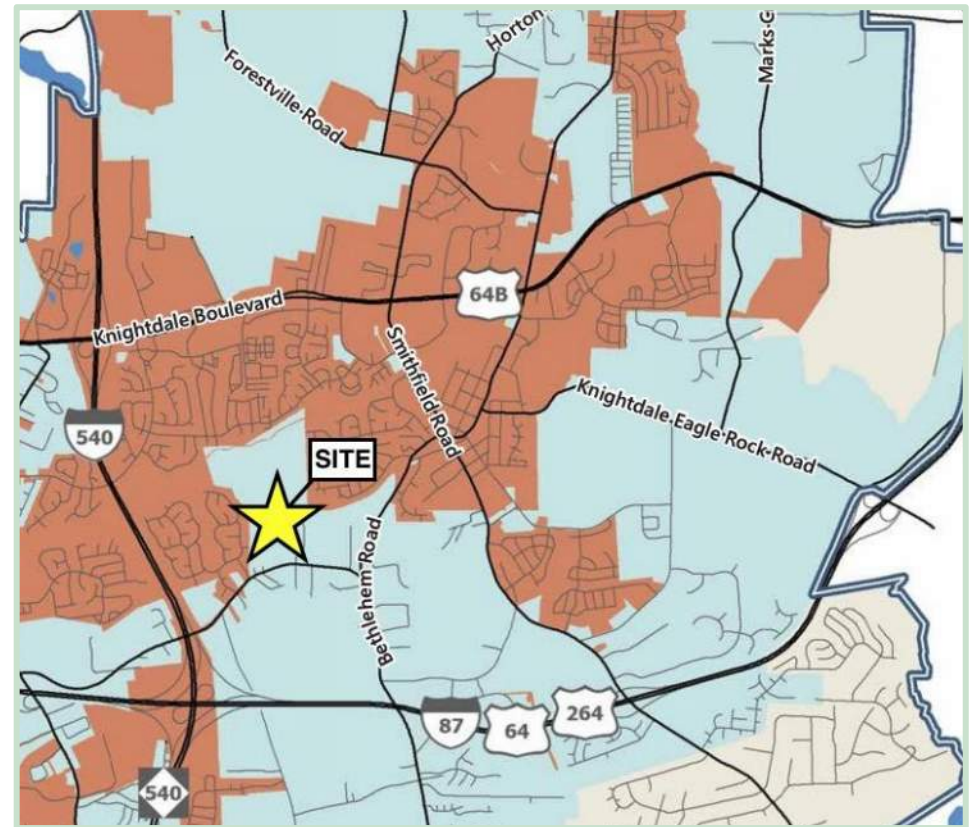 Horton
Marks C
Forestville Road
64B
Knightdale Boulevard
Smithfield Road
Knightdale Eagle Rock Road
540
SITE
Bethlehem Road
87
64
264
540